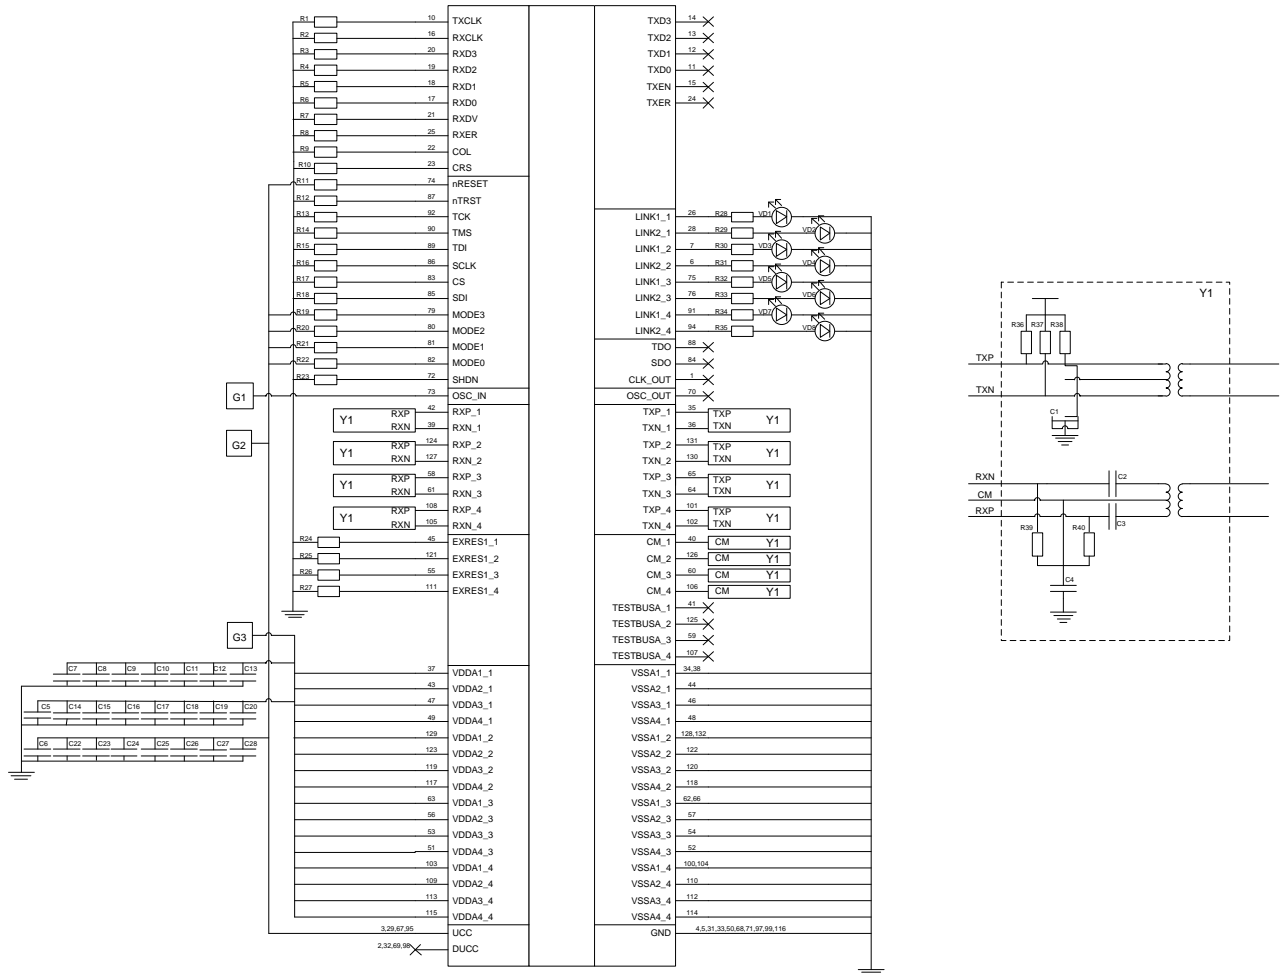 R1 10 TXCLK TXD3 14
R2 16 RXCLK TXD2 13
R3 20 RXD3 TXD1 12
R4 19 RXD2 TXD0 11
R5 18 RXD1 TXEN 15
R6 17 RXD0 TXER 24
R7 21 RXDV
R8 25 RXER
R9 22 COL
R10 23 CRS
R11 74 nRESET
R12 87 nTRST
R13 92 TCK LINK1_1 26 R28 VD1
R14 90 TMS LINK2_1 28 R29 VD2
R15 89 TDI LINK1_2 7 R30 VD3
R16 86 SCLK LINK2_2 6 R31 VD4
R17 83 CS LINK1_3 75 R32 VD5
R18 85 SDI LINK2_3 76 R33 VD6
R19 79 MODE3 LINK1_4 91 R34 VD7
R20 80 MODE2 LINK2_4 94 R35 VD8
R21 81 MODE1 TDO 88
R22 82 MODE0 SDO 84
R23 72 SHDN CLK_OUT 1
G1 73 OSC_IN OSC_OUT 70
Y1 RXP 42 RXP_1 TXP_1 35 TXP Y1
RXN 39 RXN_1 TXN_1 36 TXN
G2
Y1 RXP 124 RXP_2 TXP_2 131 TXP Y1
RXN 127 RXN_2 TXN_2 130 TXN
Y1 RXP 58 RXP_3 TXP_3 65 TXP Y1
RXN 61 RXN_3 TXN_3 64 TXN
Y1 RXP 108 RXP_4 TXP_4 101 TXP Y1
RXN 105 RXN_4 TXN_4 102 TXN
R24 45 EXRES1_1 CM_1 40 CM Y1
R25 121 EXRES1_2 CM_2 126 CM Y1
R26 55 EXRES1_3 CM_3 60 CM Y1
R27 111 EXRES1_4 CM_4 106 CM Y1
TESTBUSA_1 41
TESTBUSA_2 125
G3
TESTBUSA_3 59
TESTBUSA_4 107
C7 C8 C9 C10 C11 C12 C13
37 VDDA1_1 VSSA1_1 34,38
43 VDDA2_1 VSSA2_1 44
C5 C14 C15 C16 C17 C18 C19 C20
47 VDDA3_1 VSSA3_1 46
49 VDDA4_1 VSSA4_1 48
129 VDDA1_2 VSSA1_2 128,132
C6 C22 C23 C24 C25 C26 C27 C28
123 VDDA2_2 VSSA2_2 122
119 VDDA3_2 VSSA3_2 120
117 VDDA4_2 VSSA4_2 118
63 VDDA1_3 VSSA1_3 62,66
56 VDDA2_3 VSSA2_3 57
53 VDDA3_3 VSSA3_3 54
51 VDDA4_3 VSSA4_3 52
103 VDDA1_4 VSSA1_4 100,104
109 VDDA2_4 VSSA2_4 110
113 VDDA3_4 VSSA3_4 112
115 VDDA4_4 VSSA4_4 114
3,29,67,95 UCC GND 4,5,31,33,50,68,71,97,99,116
2,32,69,98 DUCC
Y1
R36 R37 R38
TXP
TXN
C1
RXN C2
CM
RXP C3
R39 R40
C4